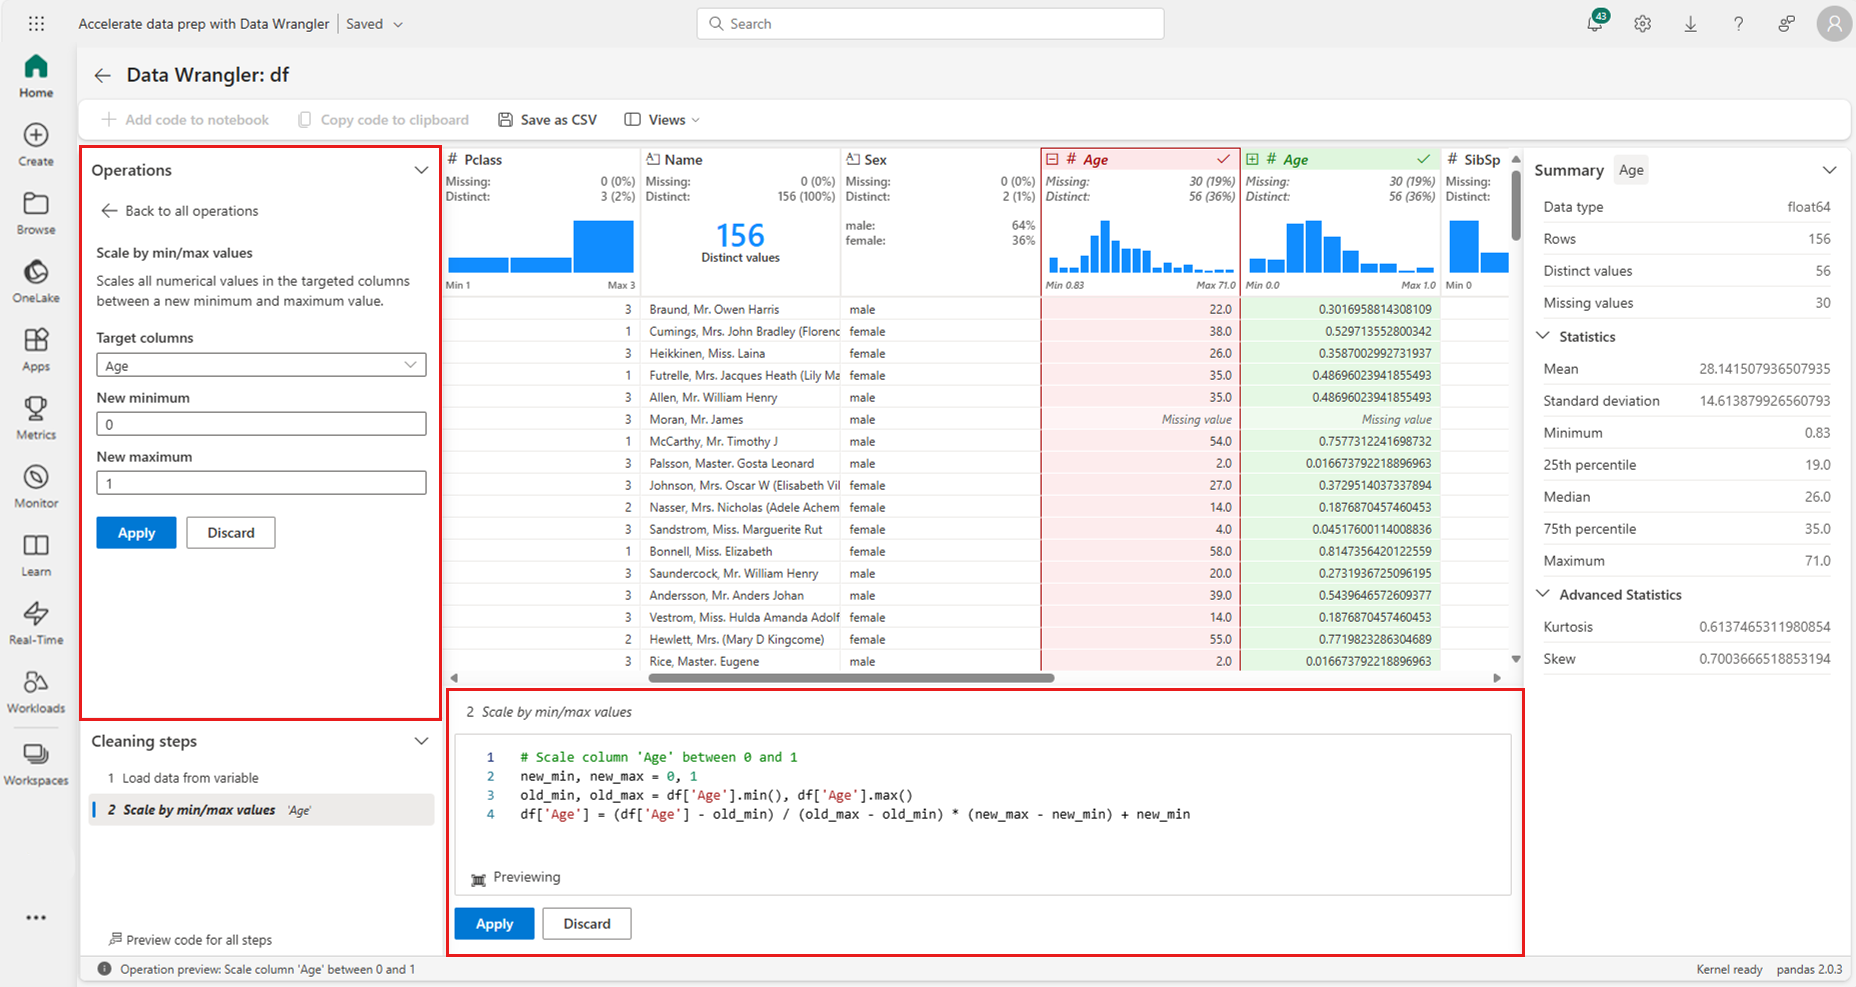 Accelerate data prep with Data Wrangler | Saved
Search
43
Home
Create
Browse
OneLake
Apps
Metrics
Monitor
Learn
Real-Time
Workloads
Workspaces
Data Wrangler: df
Add code to notebook
Copy code to clipboard
Save as CSV
Views
Operations
Back to all operations
Scale by min/max values
Scales all numerical values in the targeted columns
between a new minimum and maximum value.
Target columns
Age
New minimum
0
New maximum
1
Apply Discard
Cleaning steps
1 Load data from variable
2 Scale by min/max values 'Age'
Preview code for all steps
# Pclass
Missing: 0 (0%)
Distinct: 3 (2%)
Min 1 Max 3
Name
Missing: 0 (0%)
Distinct: 156 (100%)
156
Distinct values
Sex
Missing: 0 (0%)
Distinct: 2 (1%)
male: 64%
female: 36%
# Age
Missing: 30 (19%)
Distinct: 56 (36%)
Min 0.83 Max 71.0
# Age
Missing: 30 (19%)
Distinct: 56 (36%)
Min 0.0 Max 1.0
# SibSp
Missing:
Distinct:
Min 0
3 Braund, Mr. Owen Harris male 22.0 0.3016958814308109
1 Cumings, Mrs. John Bradley (Florenc female 38.0 0.529713552800342
3 Heikkinen, Miss. Laina female 26.0 0.3587002992731937
1 Futrelle, Mrs. Jacques Heath (Lily Ma female 35.0 0.48696023941855493
3 Allen, Mr. William Henry male 35.0 0.48696023941855493
3 Moran, Mr. James male Missing value Missing value
1 McCarthy, Mr. Timothy J male 54.0 0.7577312241698732
3 Palsson, Master. Gosta Leonard male 2.0 0.016673792218896963
3 Johnson, Mrs. Oscar W (Elisabeth Vil female 27.0 0.3729514037337894
2 Nasser, Mrs. Nicholas (Adele Achem female 14.0 0.1876870457460453
3 Sandstrom, Miss. Marguerite Rut female 4.0 0.04517600114008836
1 Bonnell, Miss. Elizabeth female 58.0 0.8147356420122559
3 Saundercock, Mr. William Henry male 20.0 0.2731936725096195
3 Andersson, Mr. Anders Johan male 39.0 0.5439646572609377
3 Vestrom, Miss. Hulda Amanda Adolf female 14.0 0.1876870457460453
2 Hewlett, Mrs. (Mary D Kingcome) female 55.0 0.7719823286304689
3 Rice, Master. Eugene male 2.0 0.016673792218896963
2 Scale by min/max values
1 # Scale column 'Age' between 0 and 1
2 new_min, new_max = 0, 1
3 old_min, old_max = df['Age'].min(), df['Age'].max()
4 df['Age'] = (df['Age'] - old_min) / (old_max - old_min) * (new_max - new_min) + new_min
Previewing
Apply Discard
Summary Age
Data type float64
Rows 156
Distinct values 56
Missing values 30
Statistics
Mean 28.141507936507935
Standard deviation 14.613879926560793
Minimum 0.83
25th percentile 19.0
Median 26.0
75th percentile 35.0
Maximum 71.0
Advanced Statistics
Kurtosis 0.6137465311980854
Skew 0.7003666518853194
Operation preview: Scale column 'Age' between 0 and 1
Kernel ready pandas 2.0.3